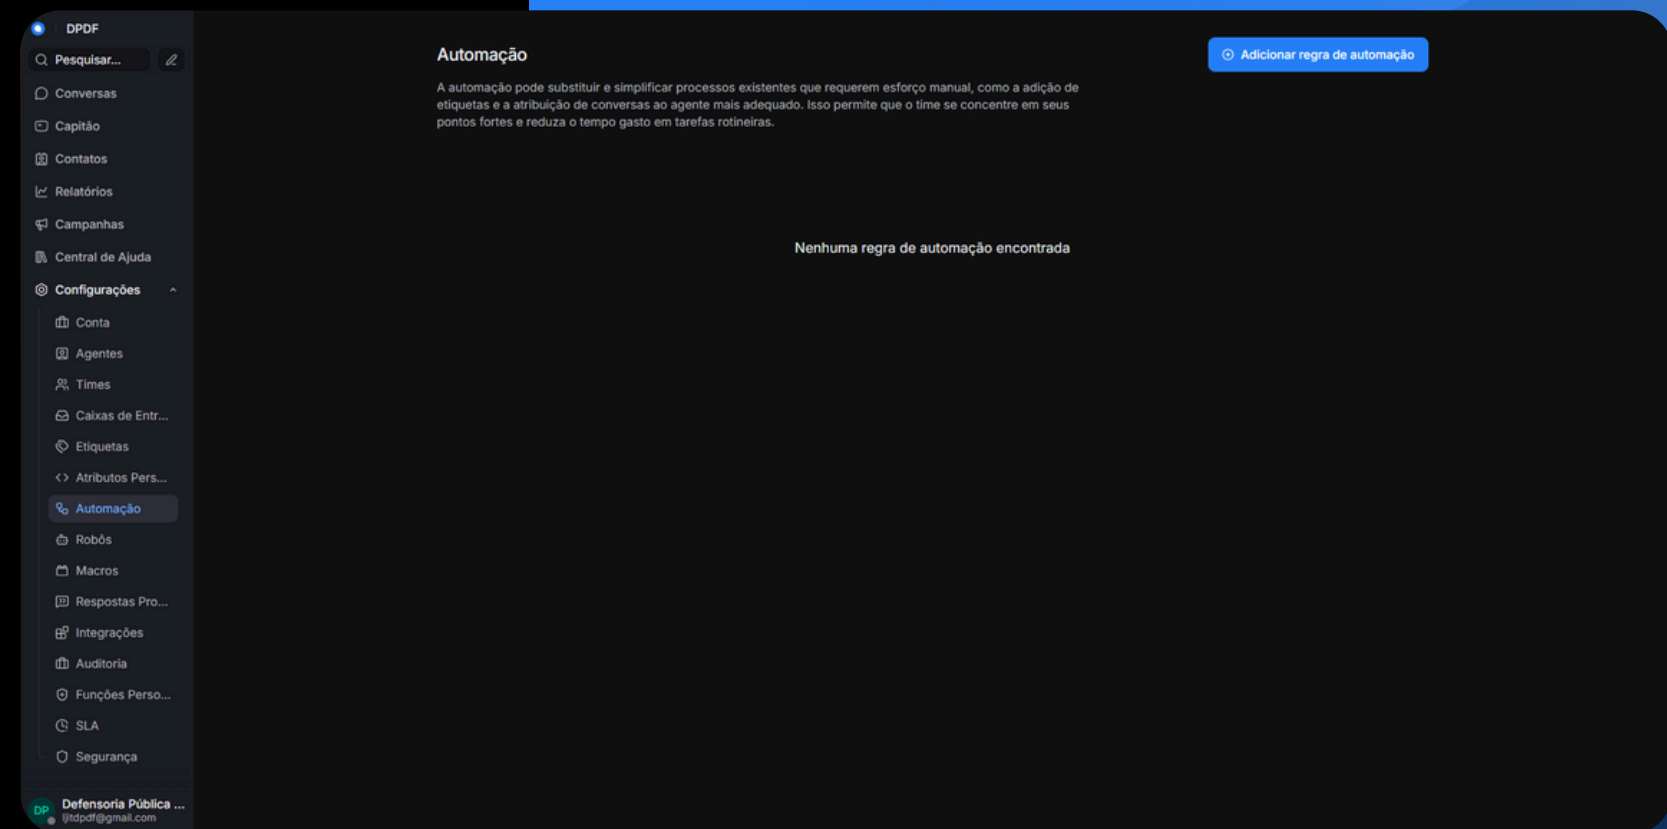 DPDF
Pesquisar...
Conversas
Capitão
Contatos
Relatórios
Campanhas
Central de Ajuda
Configurações
Conta
Agentes
Times
Caixas de Entr...
Etiquetas
Atributos Pers...
Automação
Robôs
Macros
Respostas Pro...
Integrações
Auditoria
Funções Perso...
SLA
Segurança
DP
Defensoria Pública ...
ljitdpdf@gmail.com
Automação
Adicionar regra de automação
A automação pode substituir e simplificar processos existentes que requerem esforço manual, como a adição de
etiquetas e a atribuição de conversas ao agente mais adequado. Isso permite que o time se concentre em seus
pontos fortes e reduza o tempo gasto em tarefas rotineiras.
Nenhuma regra de automação encontrada